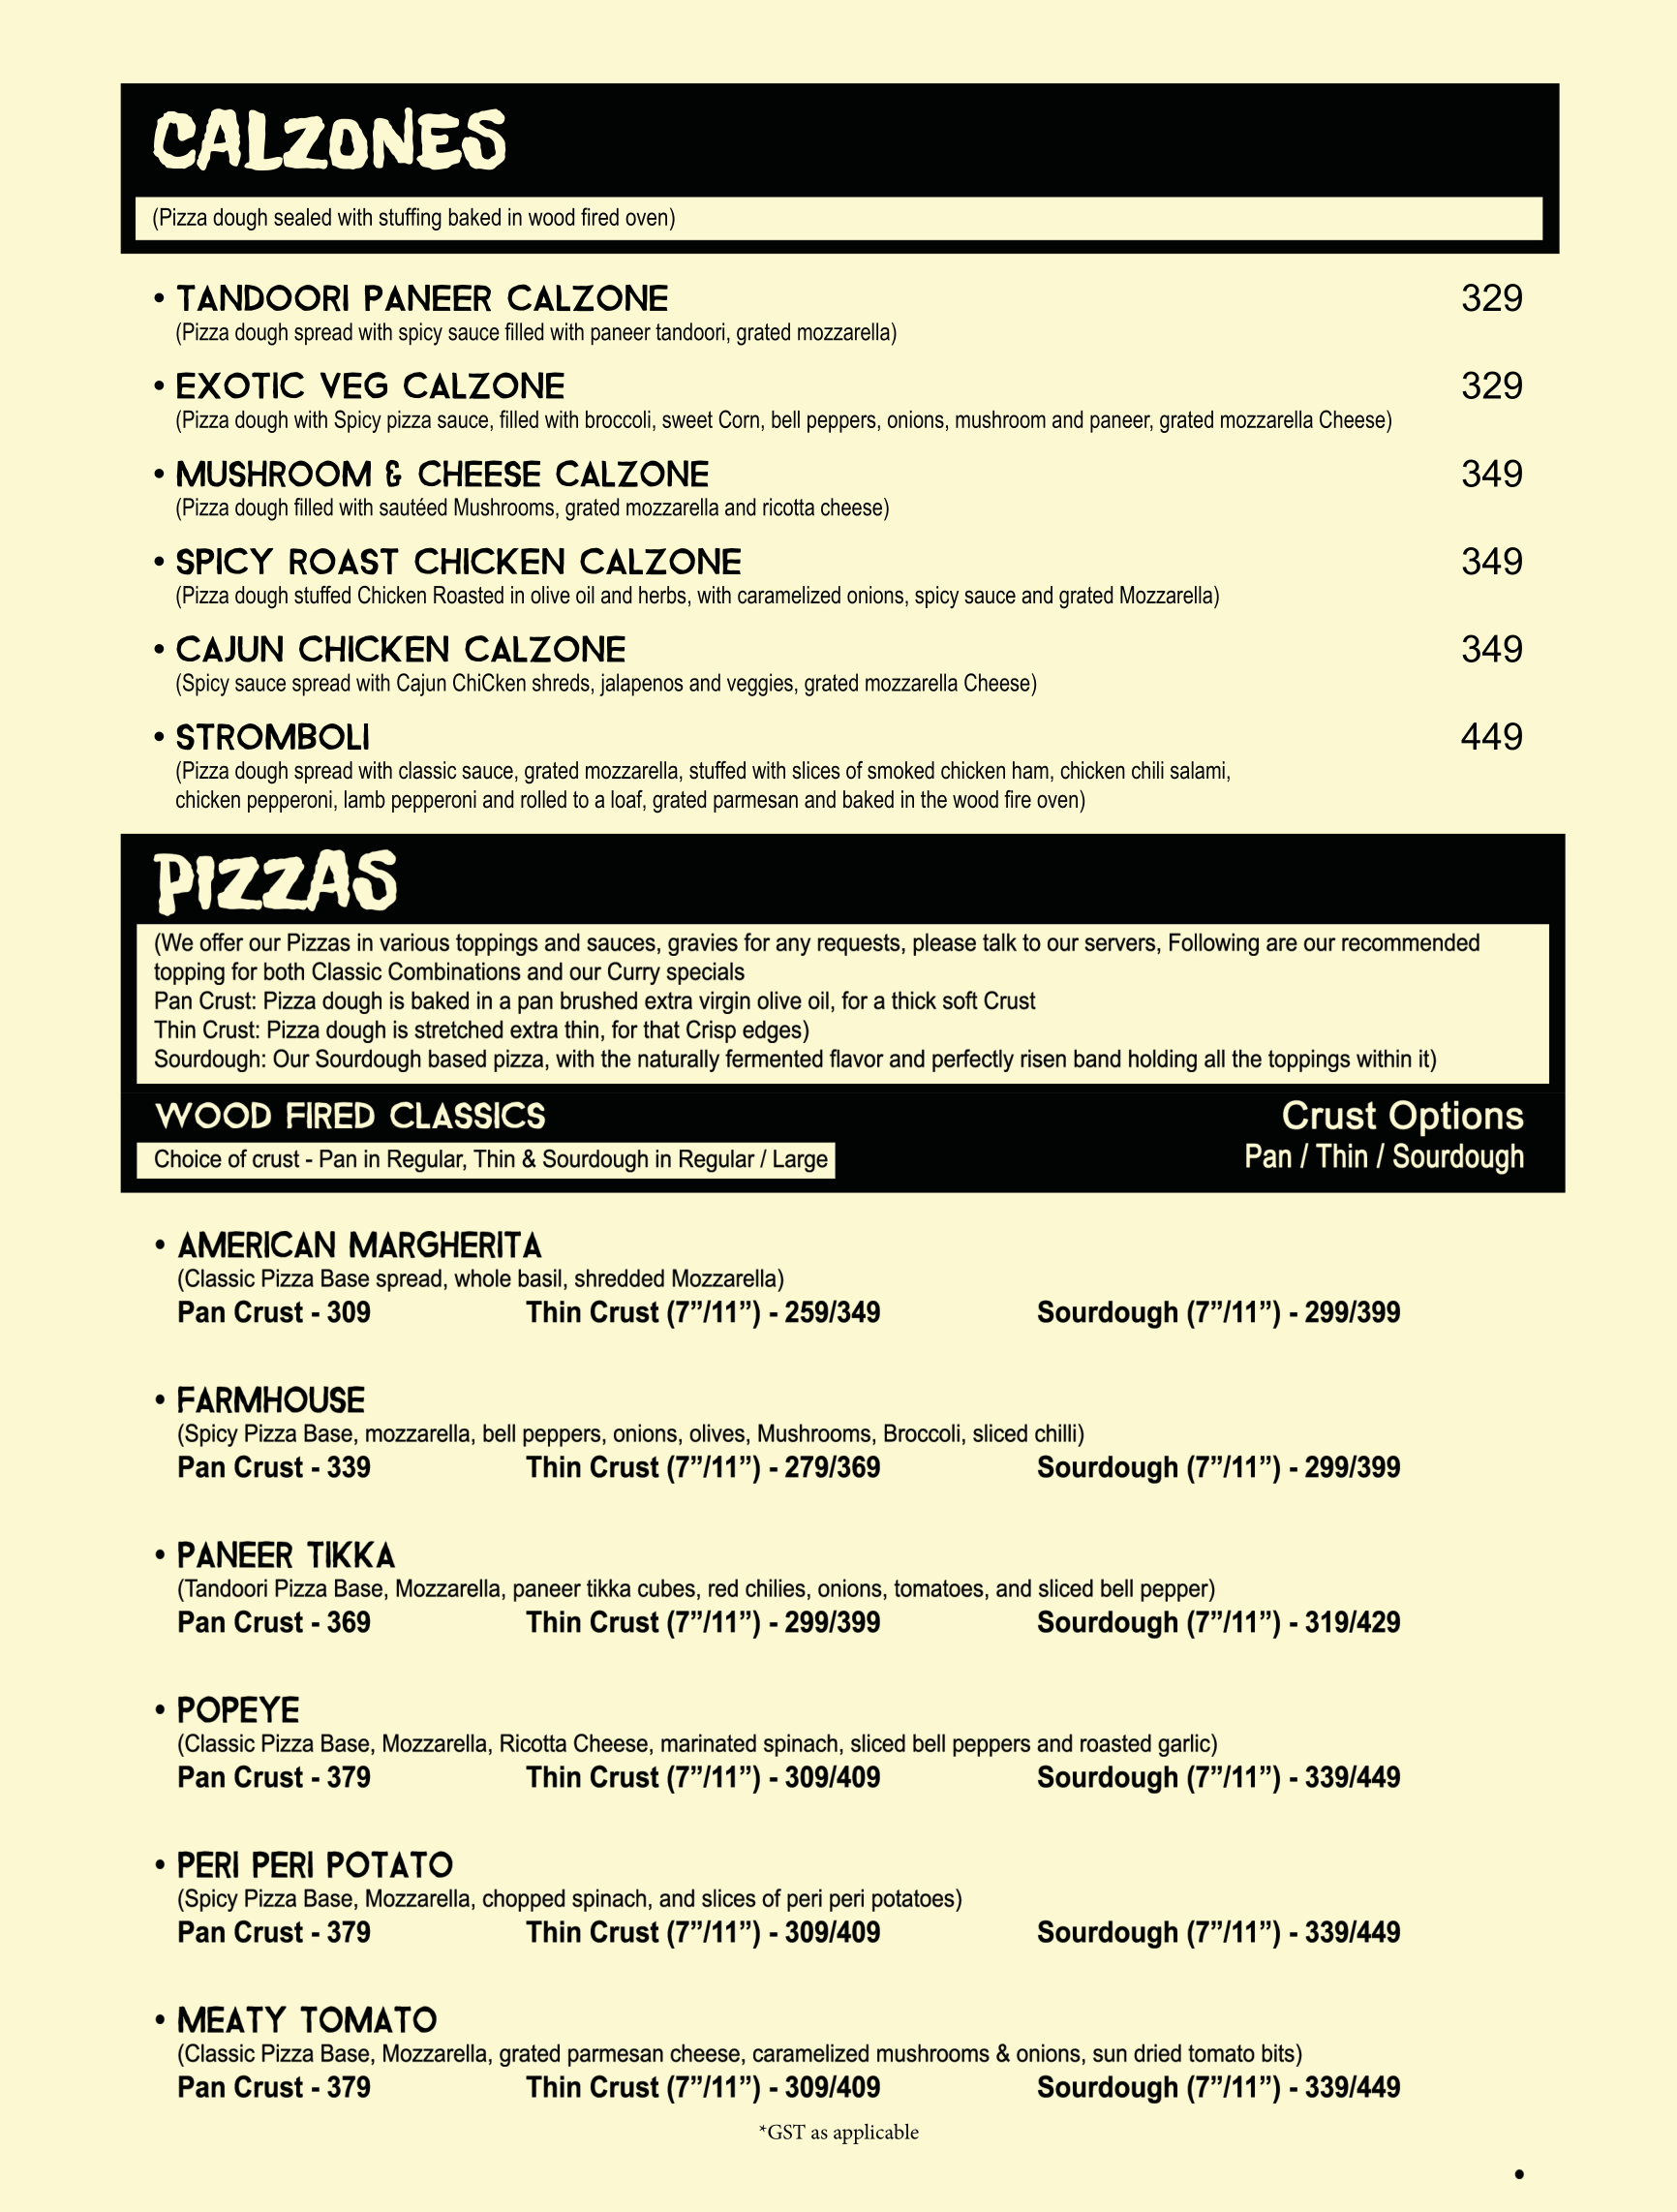 CALZONES
(Pizza dough sealed with stuffing baked in wood fired oven)
• TANDOORI PANEER CALZONE 329
(Pizza dough spread with spicy sauce filled with paneer tandoori, grated mozzarella)
• EXOTIC VEG CALZONE 329
(Pizza dough with Spicy pizza sauce, filled with broccoli, sweet Corn, bell peppers, onions, mushroom and paneer, grated mozzarella Cheese)
• MUSHROOM & CHEESE CALZONE 349
(Pizza dough filled with sautéed Mushrooms, grated mozzarella and ricotta cheese)
• SPICY ROAST CHICKEN CALZONE 349
(Pizza dough stuffed Chicken Roasted in olive oil and herbs, with caramelized onions, spicy sauce and grated Mozzarella)
• CAJUN CHICKEN CALZONE 349
(Spicy sauce spread with Cajun ChiCken shreds, jalapenos and veggies, grated mozzarella Cheese)
• STROMBOLI 449
(Pizza dough spread with classic sauce, grated mozzarella, stuffed with slices of smoked chicken ham, chicken chili salami,
chicken pepperoni, lamb pepperoni and rolled to a loaf, grated parmesan and baked in the wood fire oven)
PIZZAS
(We offer our Pizzas in various toppings and sauces, gravies for any requests, please talk to our servers, Following are our recommended
topping for both Classic Combinations and our Curry specials
Pan Crust: Pizza dough is baked in a pan brushed extra virgin olive oil, for a thick soft Crust
Thin Crust: Pizza dough is stretched extra thin, for that Crisp edges)
Sourdough: Our Sourdough based pizza, with the naturally fermented flavor and perfectly risen band holding all the toppings within it)
WOOD FIRED CLASSICS Crust Options
Choice of crust - Pan in Regular, Thin & Sourdough in Regular / Large Pan / Thin / Sourdough
• AMERICAN MARGHERITA
(Classic Pizza Base spread, whole basil, shredded Mozzarella)
Pan Crust - 309 Thin Crust (7”/11”) - 259/349 Sourdough (7”/11”) - 299/399
• FARMHOUSE
(Spicy Pizza Base, mozzarella, bell peppers, onions, olives, Mushrooms, Broccoli, sliced chilli)
Pan Crust - 339 Thin Crust (7”/11”) - 279/369 Sourdough (7”/11”) - 299/399
• PANEER TIKKA
(Tandoori Pizza Base, Mozzarella, paneer tikka cubes, red chilies, onions, tomatoes, and sliced bell pepper)
Pan Crust - 369 Thin Crust (7”/11”) - 299/399 Sourdough (7”/11”) - 319/429
• POPEYE
(Classic Pizza Base, Mozzarella, Ricotta Cheese, marinated spinach, sliced bell peppers and roasted garlic)
Pan Crust - 379 Thin Crust (7”/11”) - 309/409 Sourdough (7”/11”) - 339/449
• PERI PERI POTATO
(Spicy Pizza Base, Mozzarella, chopped spinach, and slices of peri peri potatoes)
Pan Crust - 379 Thin Crust (7”/11”) - 309/409 Sourdough (7”/11”) - 339/449
• MEATY TOMATO
(Classic Pizza Base, Mozzarella, grated parmesan cheese, caramelized mushrooms & onions, sun dried tomato bits)
Pan Crust - 379 Thin Crust (7”/11”) - 309/409 Sourdough (7”/11”) - 339/449
*GST as applicable
•